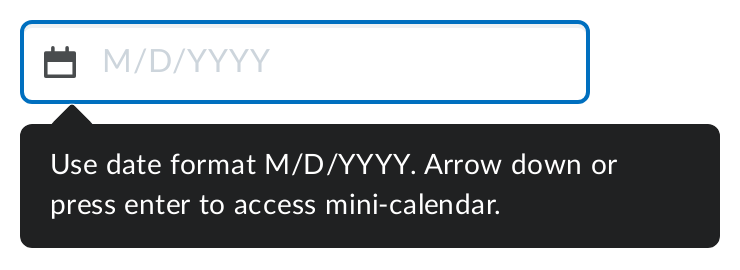 M/D/YYYY
Use date format M/D/YYYY. Arrow down or
press enter to access mini-calendar.